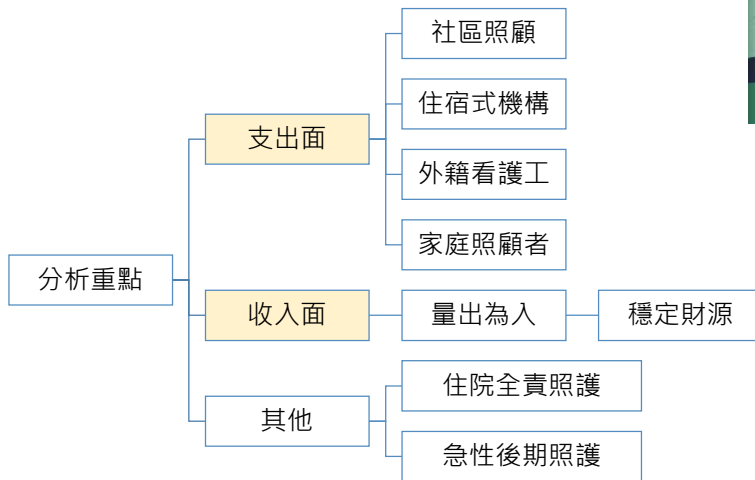 分析重點
支出面
社區照顧
住宿式機構
外籍看護工
家庭照顧者
收入面
量出為入
穩定財源
其他
住院全責照護
急性後期照護